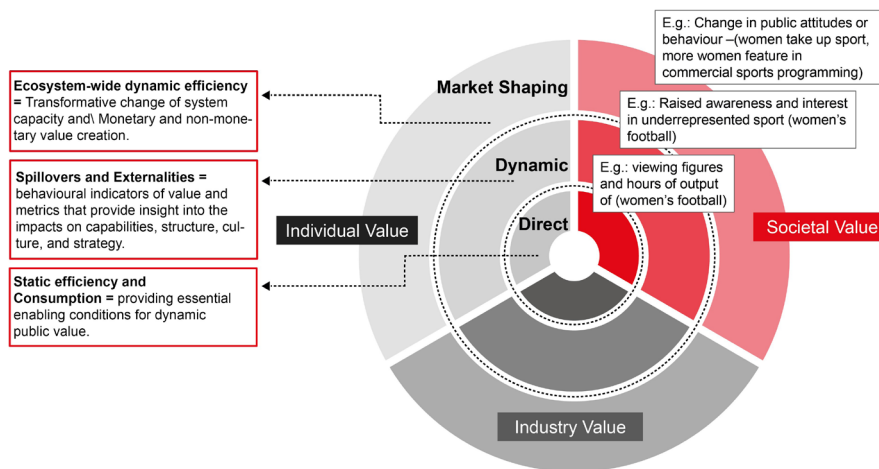 Ecosystem-wide dynamic efficiency
= Transformative change of system
capacity and\ Monetary and non-mone-
tary value creation.
Spillovers and Externalities =
behavioural indicators of value and
metrics that provide insight into the
impacts on capabilities, structure, cul-
ture, and strategy.
Static efficiency and
Consumption = providing essential
enabling conditions for dynamic
public value.
Individual Value
Market Shaping
Dynamic
Direct
E.g.: Change in public attitudes or
behaviour –(women take up sport,
more women feature in
commercial sports programming)
E.g.: Raised awareness and interest
in underrepresented sport (women's
football)
E.g.: viewing figures
and hours of output
of (women's football)
Societal Value
Industry Value